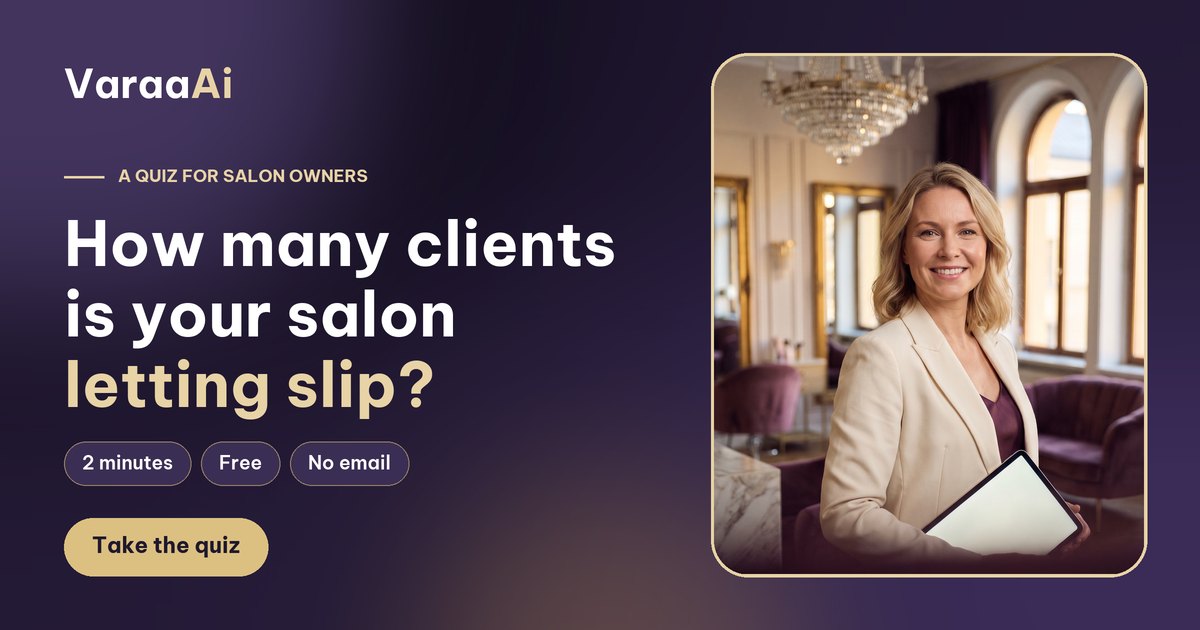 VaraaAi
A QUIZ FOR SALON OWNERS
How many clients
is your salon
letting slip?
2 minutes
Free
No email
Take the quiz